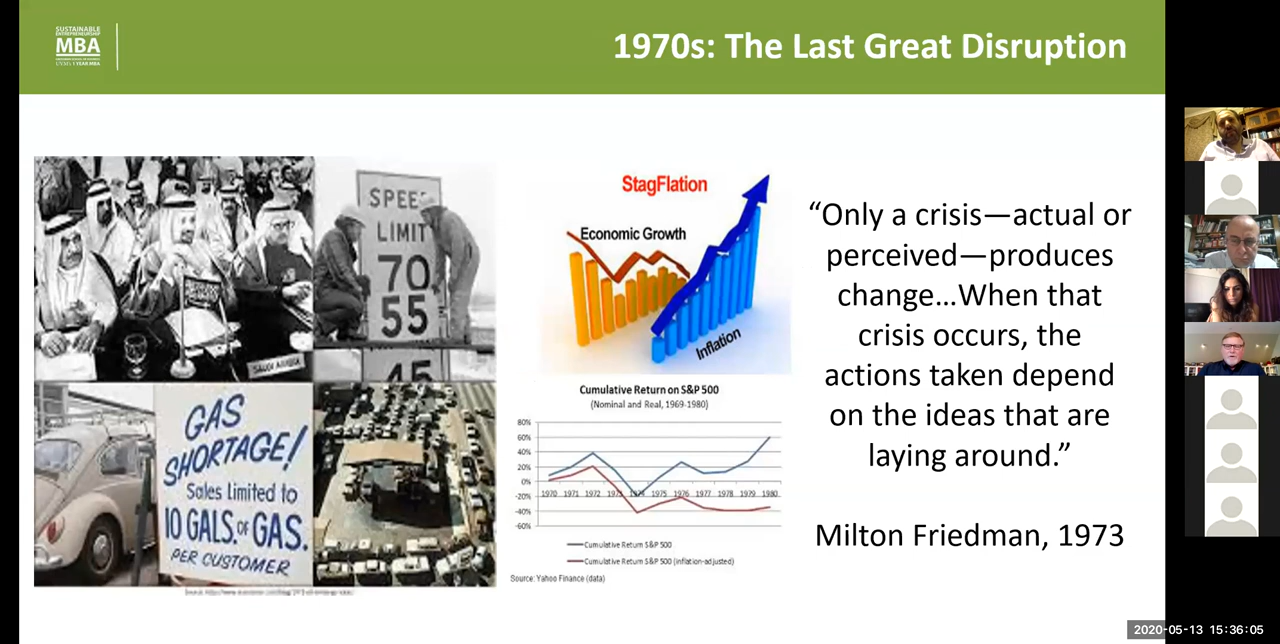 SUSTAINABLE
ENTREPRENEURSHIP
MBA
1970s: The Last Great Disruption
SPEED
LIMIT
70
55
45
SAUDI ARABIA
GAS
SHORTAGE!
Sales Limited to
10 GALS. OF GAS.
PER CUSTOMER
StagFlation
Economic Growth
Inflation
Cumulative Return on S&P 500
(Nominal and Real, 1969-1980)
80%
60%
40%
20%
0%
-20%
-40%
-60%
1970 1971 1972 1973 1974 1975 1976 1977 1978 1979 1980
Cumulative Return S&P 500
Cumulative Return S&P 500 (inflation-adjusted)
Source: Yahoo Finance (data)
“Only a crisis—actual or
perceived—produces
change...When that
crisis occurs, the
actions taken depend
on the ideas that are
laying around.”
Milton Friedman, 1973
2020-05-13 15:36:05